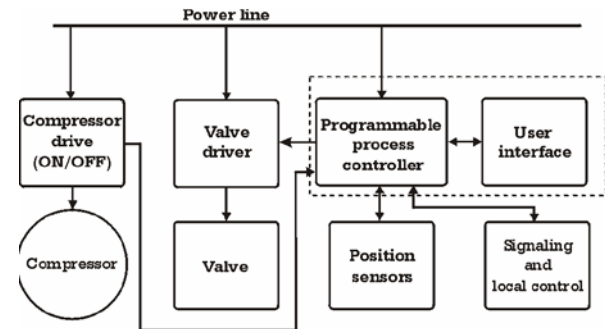 Power line
Compressor
drive
(ON/OFF)
Valve
driver
Programmable
process
controller
User
interface
Compressor
Valve
Position
sensors
Signaling
and
local control